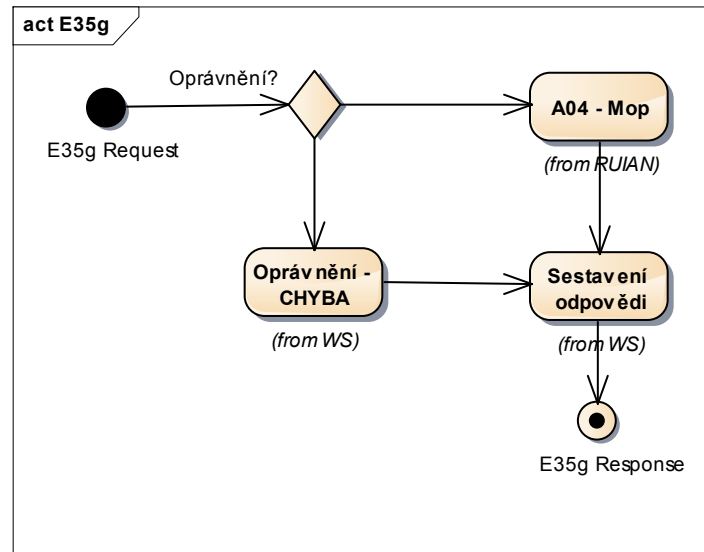 act E35g
Oprávnění?
E35g Request
A04 - Mop
(from RUIAN)
Oprávnění -
CHYBA
(from WS)
Sestavení
odpovědi
(from WS)
E35g Response